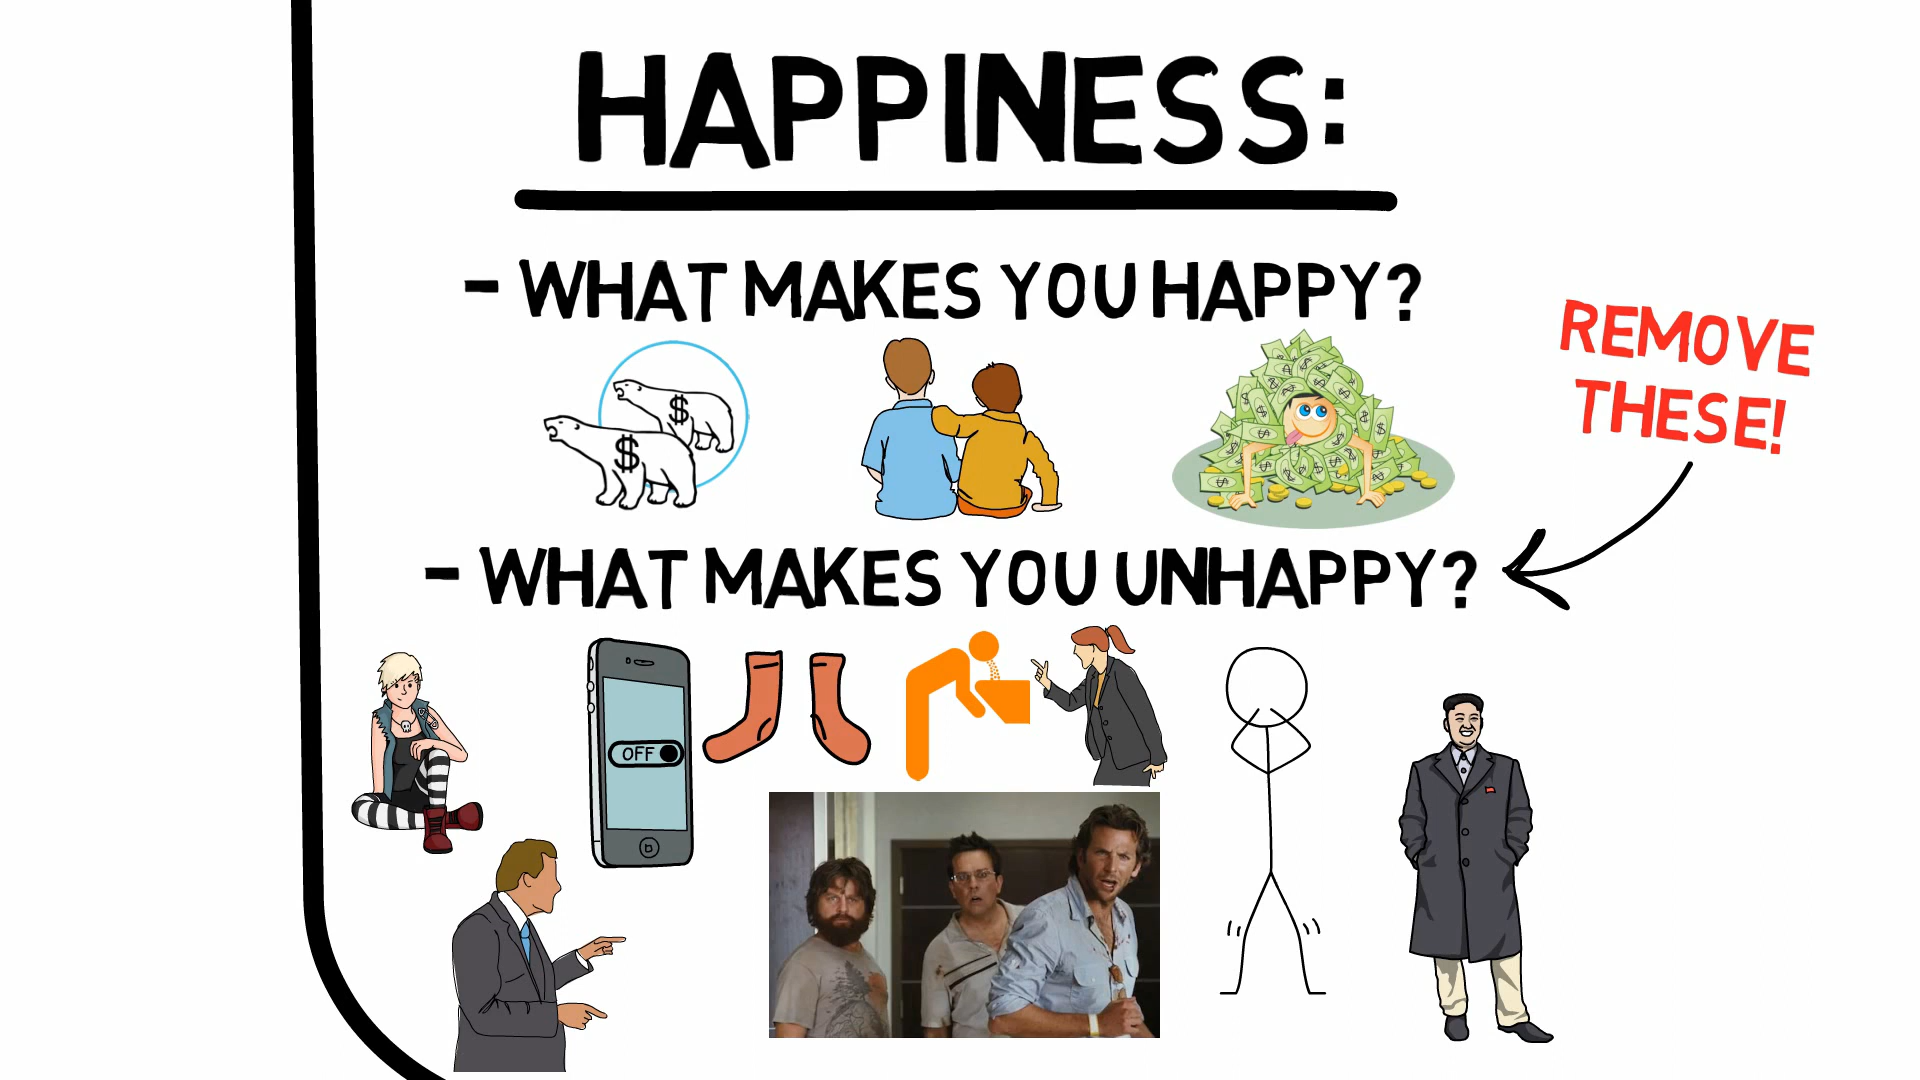 HAPPINESS:
- WHAT MAKES YOU HAPPY?
REMOVE
THESE!
$
$
- WHAT MAKES YOU UNHAPPY?
OFF